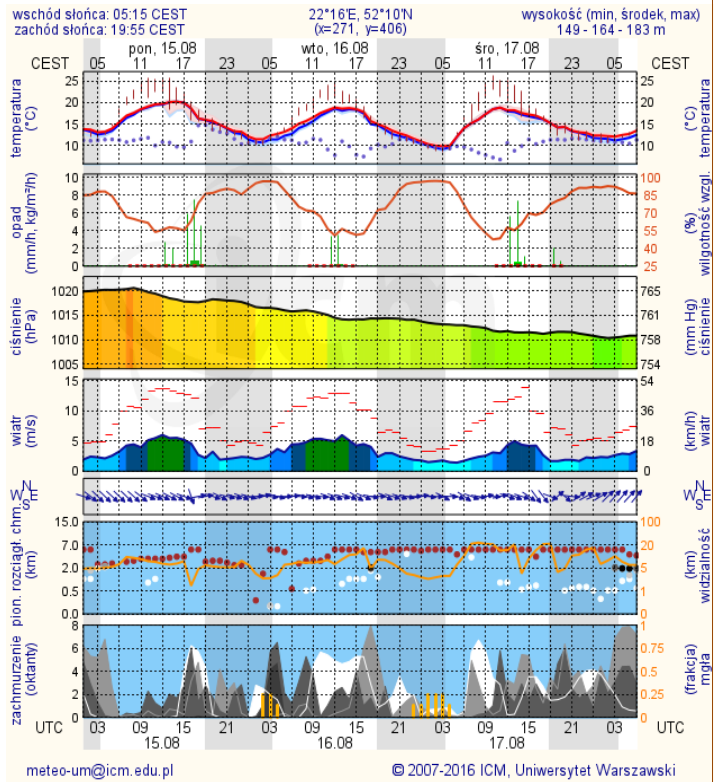 wschód słońca: 05:15 CEST 22°16'E, 52°10'N wysokość (min, środek, max)
zachód słońca: 19:55 CEST (x=271, y=406) 149 - 164 - 183 m
pon, 15.08 wto, 16.08 śro, 17.08
CEST 05 11 17 23 05 11 17 23 05 11 17 23 05 CEST
temperatura (°C) 25 20 15 10 25 20 15 10 (°C) temperatura
opad (mm/h, kg/m²/h) 10 8 6 4 2 0 100 85 70 55 40 25 (%) wilgotność wzgl.
ciśnienie (hPa) 1020 1015 1010 1005 765 761 758 754 (mm Hg) ciśnienie
wiatr (m/s) 15 10 5 0 54 36 18 0 (km/h) wiatr
N W E S N W E S
pion. rozciągł. chm. (km) 15.0 7.0 2.0 0.5 0.0 100 20 5 1 0 (km) widzialność
zachmurzenie (oktanty) 8 6 4 2 0 1 0.75 0.5 0.25 0 (frakcja) mgła
UTC 03 09 15 21 03 09 15 21 03 09 15 21 03 UTC
15.08 16.08 17.08
meteo-um@icm.edu.pl © 2007-2016 ICM, Uniwersytet Warszawski